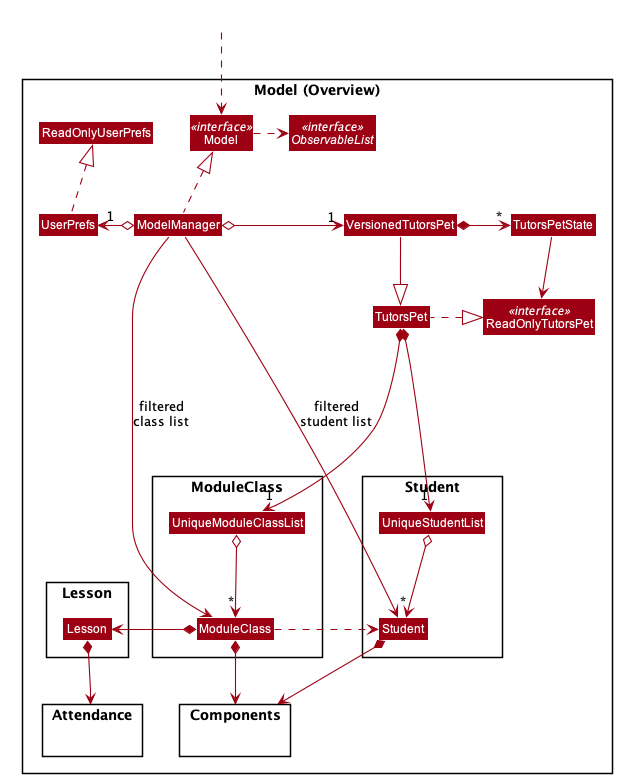 Model (Overview)
ReadOnlyUserPrefs
«interface»
Model
«interface»
ObservableList
UserPrefs
1
ModelManager
1
VersionedTutorsPet
*
TutorsPetState
TutorsPet
«interface»
ReadOnlyTutorsPet
filtered
class list
filtered
student list
ModuleClass
1
UniqueModuleClassList
Student
1
UniqueStudentList
*
*
Lesson
Lesson
ModuleClass
Student
Attendance
Components